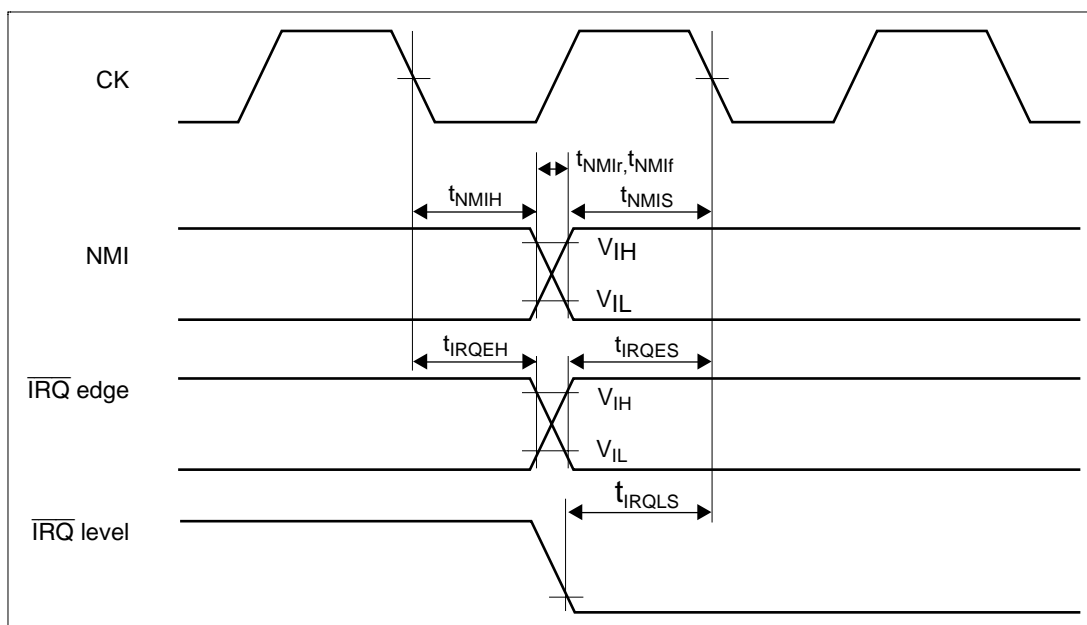 CK
tNMIr,tNMIf
tNMIH
tNMIS
NMI
VIH
VIL
tIRQEH
tIRQES
IRQ edge
VIH
VIL
tIRQLS
IRQ level